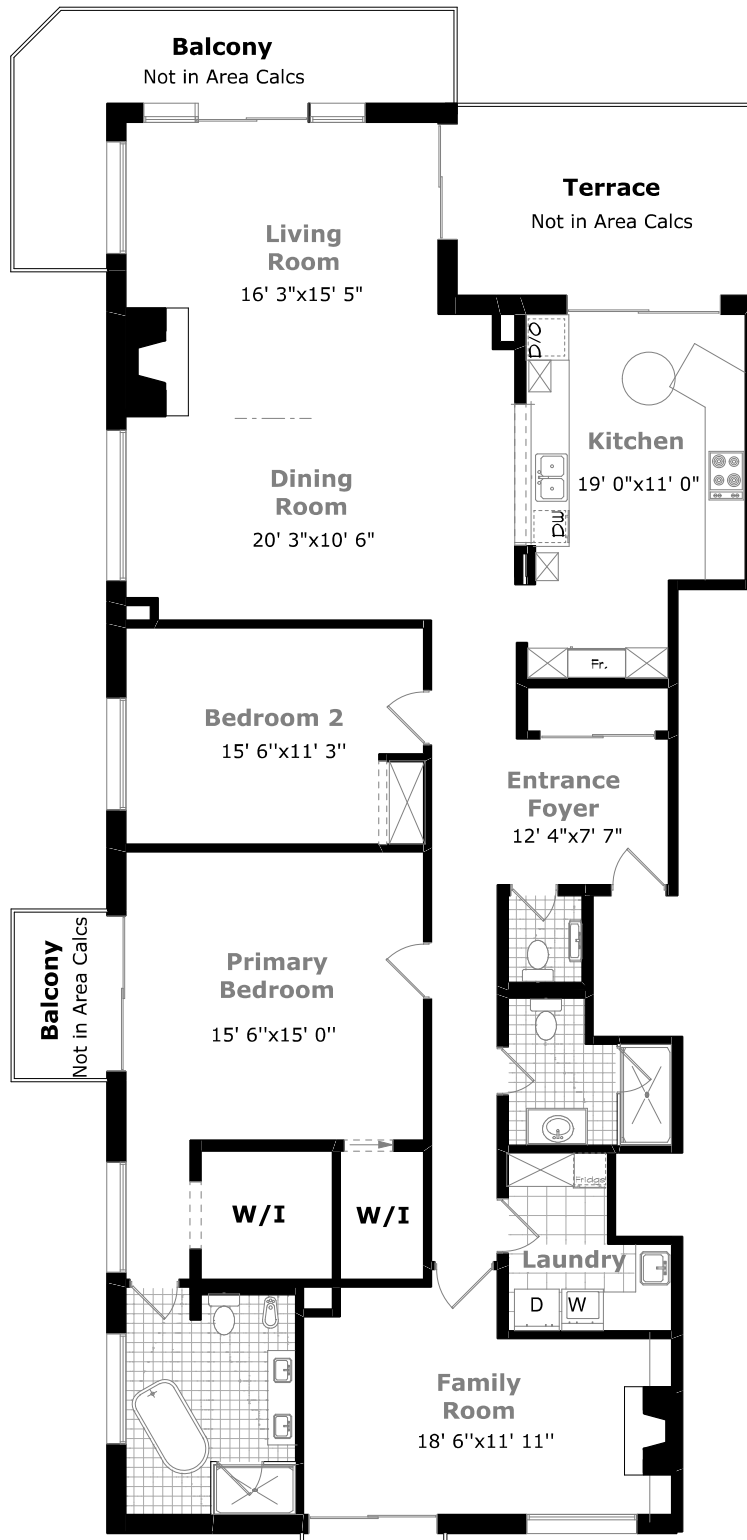 Balcony
Not in Area Calcs
Terrace
Not in Area Calcs
Living
Room
16' 3"x15' 5"
D/O
Kitchen
19' 0"x11' 0"
Dining
Room
20' 3"x10' 6"
DW
Fr.
Bedroom 2
15' 6''x11' 3''
Entrance
Foyer
12' 4"x7' 7"
Balcony
Not in Area Calcs
Primary
Bedroom
15' 6''x15' 0''
W/I
W/I
Fridge
Laundry
D
W
Family
Room
18' 6''x11' 11''